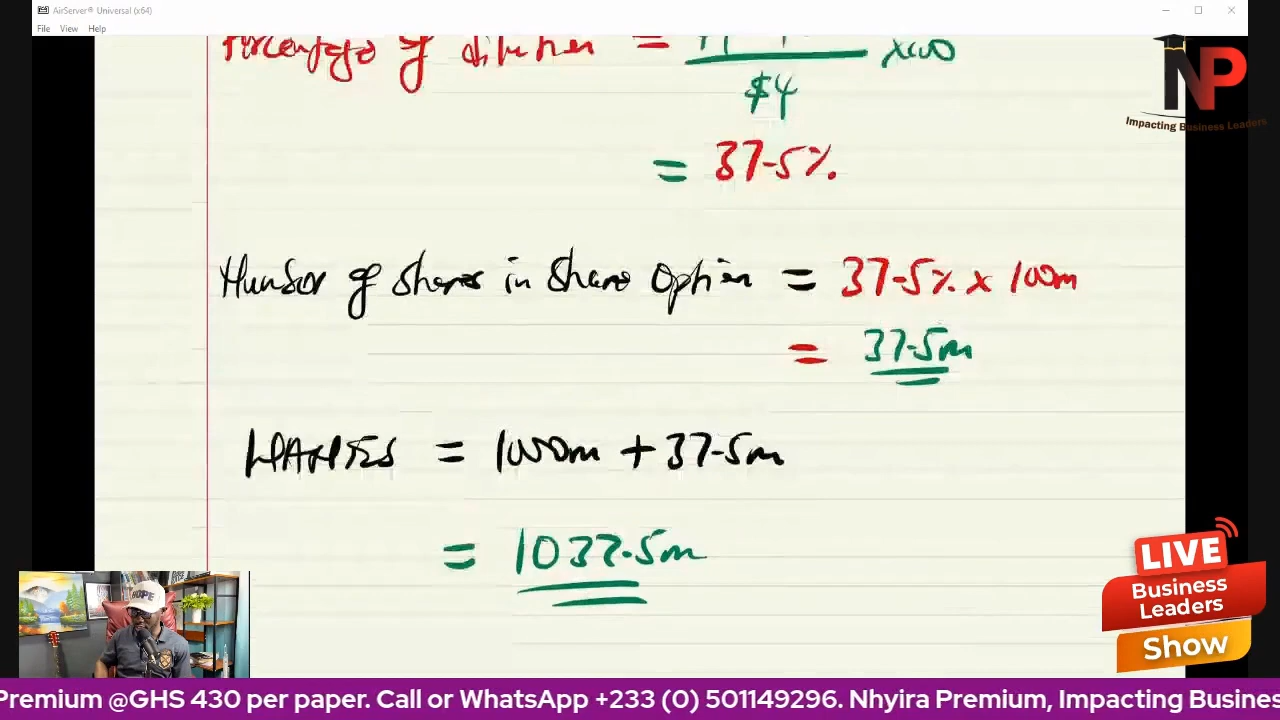 AirServer® Universal (x64)
File View Help
Percentage of dilution = x100
$4
= 37.5%
NP
Impacting Business Leaders
Number of shares in share option = 37.5% x 100m
= 37.5m
= 1000m + 37.5m
= 1037.5m
HOPE
LIVE
Business
Leaders
Show
Premium @GHS 430 per paper. Call or WhatsApp +233 (0) 501149296. Nhyira Premium, Impacting Busines